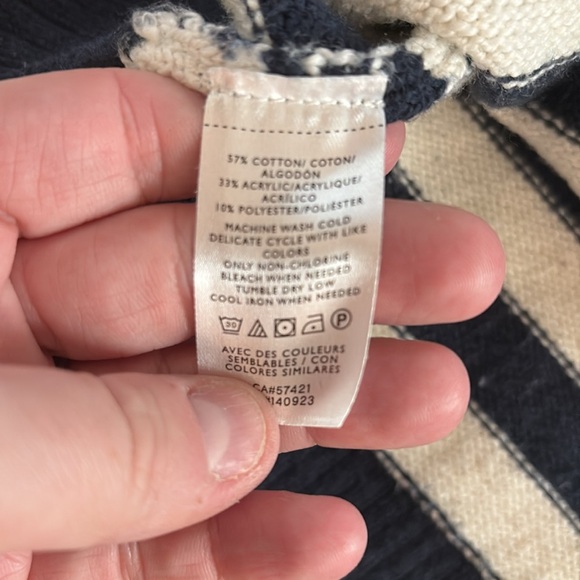 57% COTTON/ COTON/
ALGODÓN
33% ACRYLIC/ACRYLIQUE/
ACRÍLICO
10% POLYESTER/POLIÉSTER
MACHINE WASH COLD
DELICATE CYCLE WITH LIKE
COLORS
ONLY NON-CHLORINE
BLEACH WHEN NEEDED
TUMBLE DRY LOW
COOL IRON WHEN NEEDED
30 P
AVEC DES COULEURS
SEMBLABLES / CON
COLORES SIMILARES
CA#57421
140923